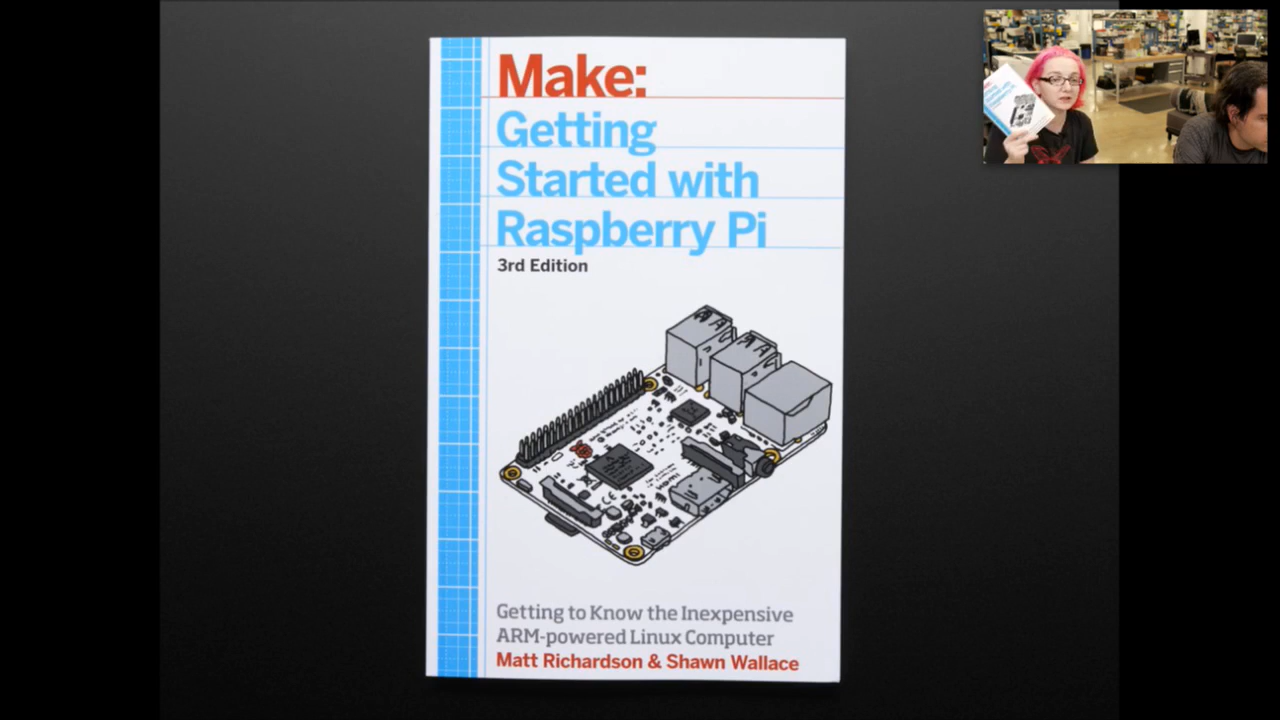 Make:
Getting
Started with
Raspberry Pi
3rd Edition
Getting to Know the Inexpensive
ARM-powered Linux Computer
Matt Richardson & Shawn Wallace